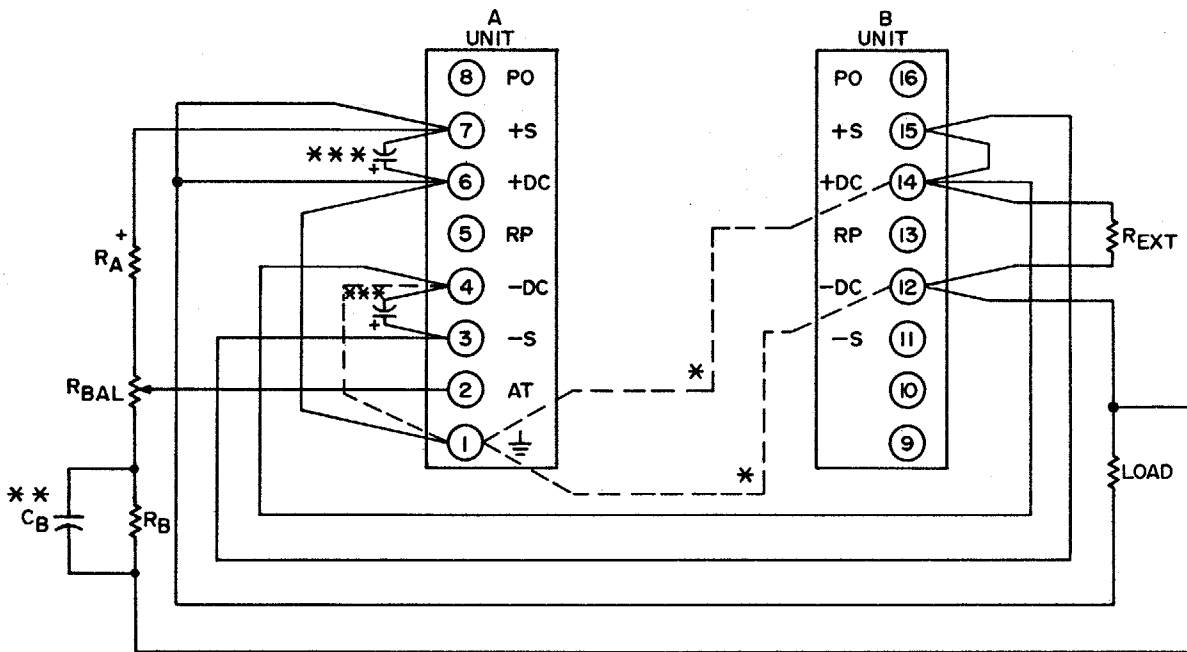 A
UNIT
8 PO
7 +S
***
+
6 +DC
5 RP
4 -DC
***
+
3 -S
2 AT
1
B
UNIT
PO 16
+S 15
+DC 14
RP 13
-DC 12
-S 11
10
9
+
RA
RBAL
**
CB
RB
*
*
REXT
LOAD